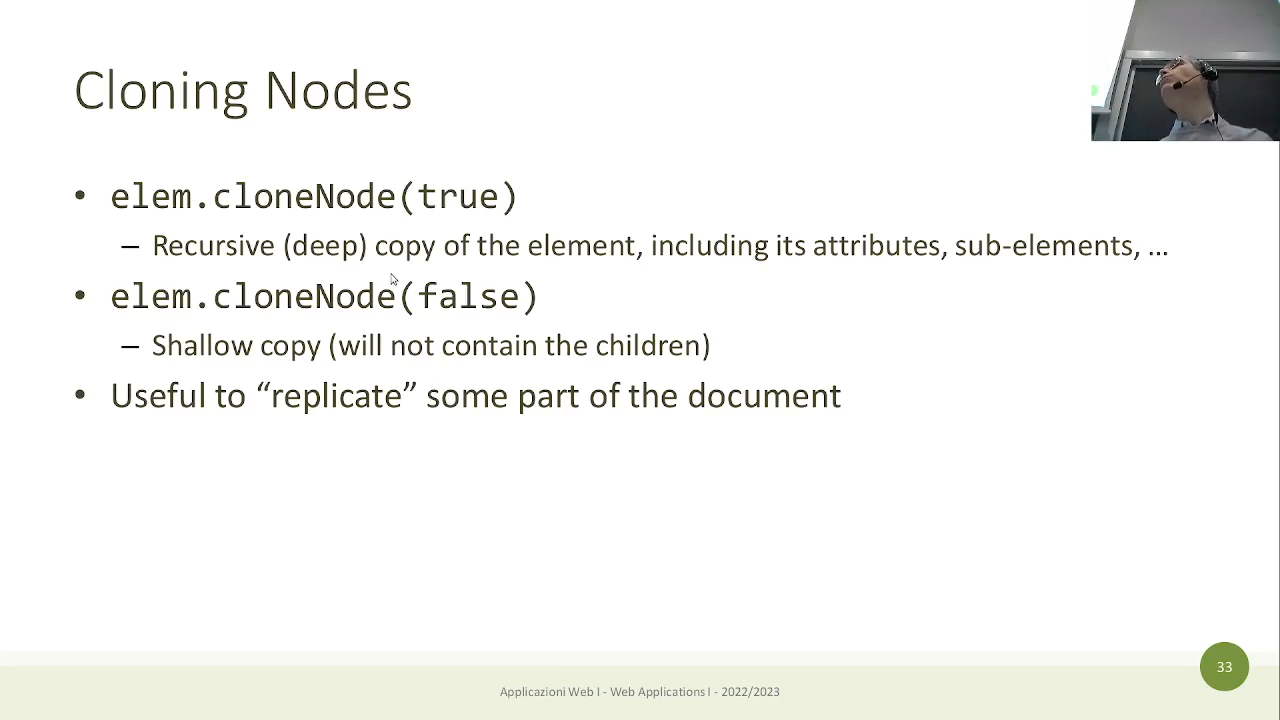 Cloning Nodes
• elem.cloneNode(true)
– Recursive (deep) copy of the element, including its attributes, sub-elements, …
• elem.cloneNode(false)
– Shallow copy (will not contain the children)
• Useful to “replicate” some part of the document
33
Applicazioni Web I - Web Applications I - 2022/2023